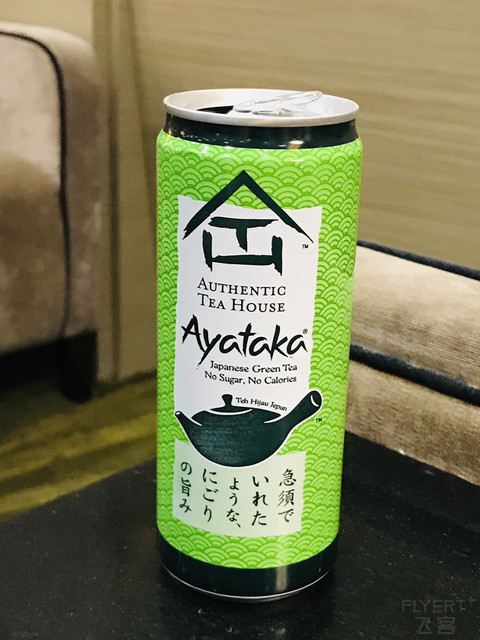 AUTHENTIC
TEA HOUSE
Ayataka®
Japanese Green Tea
No Sugar, No Calories
Teh Hijau Jepun
急須で
いれた
ような、
にごり
の旨み
FLYERT
飞客